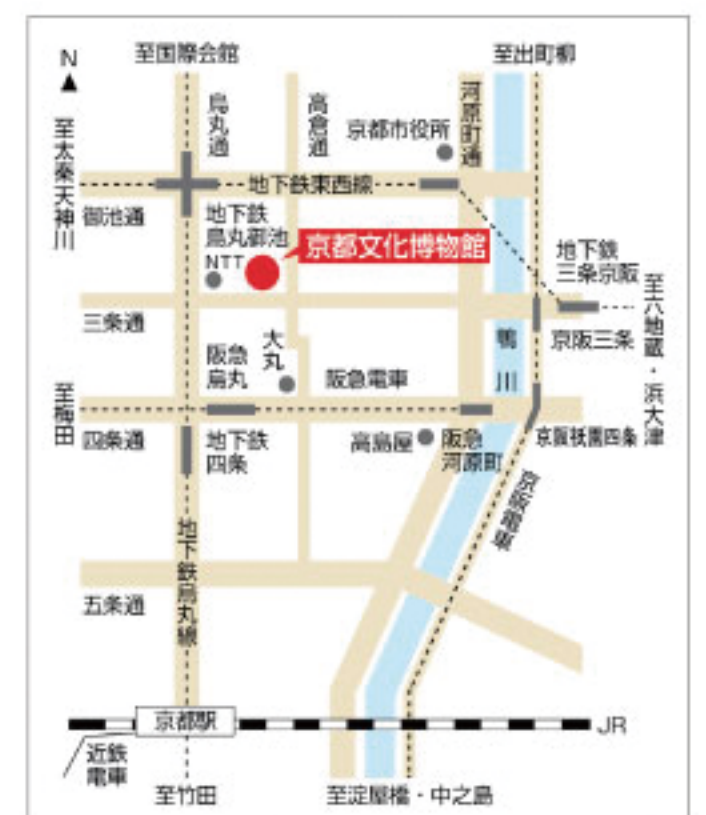 N
至国際会館
至出町柳
烏丸通
高倉通
河原町通
京都市役所
至太秦天神川
地下鉄東西線
御池通
地下鉄
烏丸御池
京都文化博物館
NTT
地下鉄
三条京阪
至六地蔵・浜大津
三条通
鴨川
京阪三条
大丸
阪急
烏丸
阪急電車
至梅田
四条通
地下鉄
四条
高島屋
阪急
河原町
京阪祇園四条
京阪電車
地下鉄烏丸線
五条通
京都駅
JR
近鉄
電車
至竹田
至淀屋橋・中之島